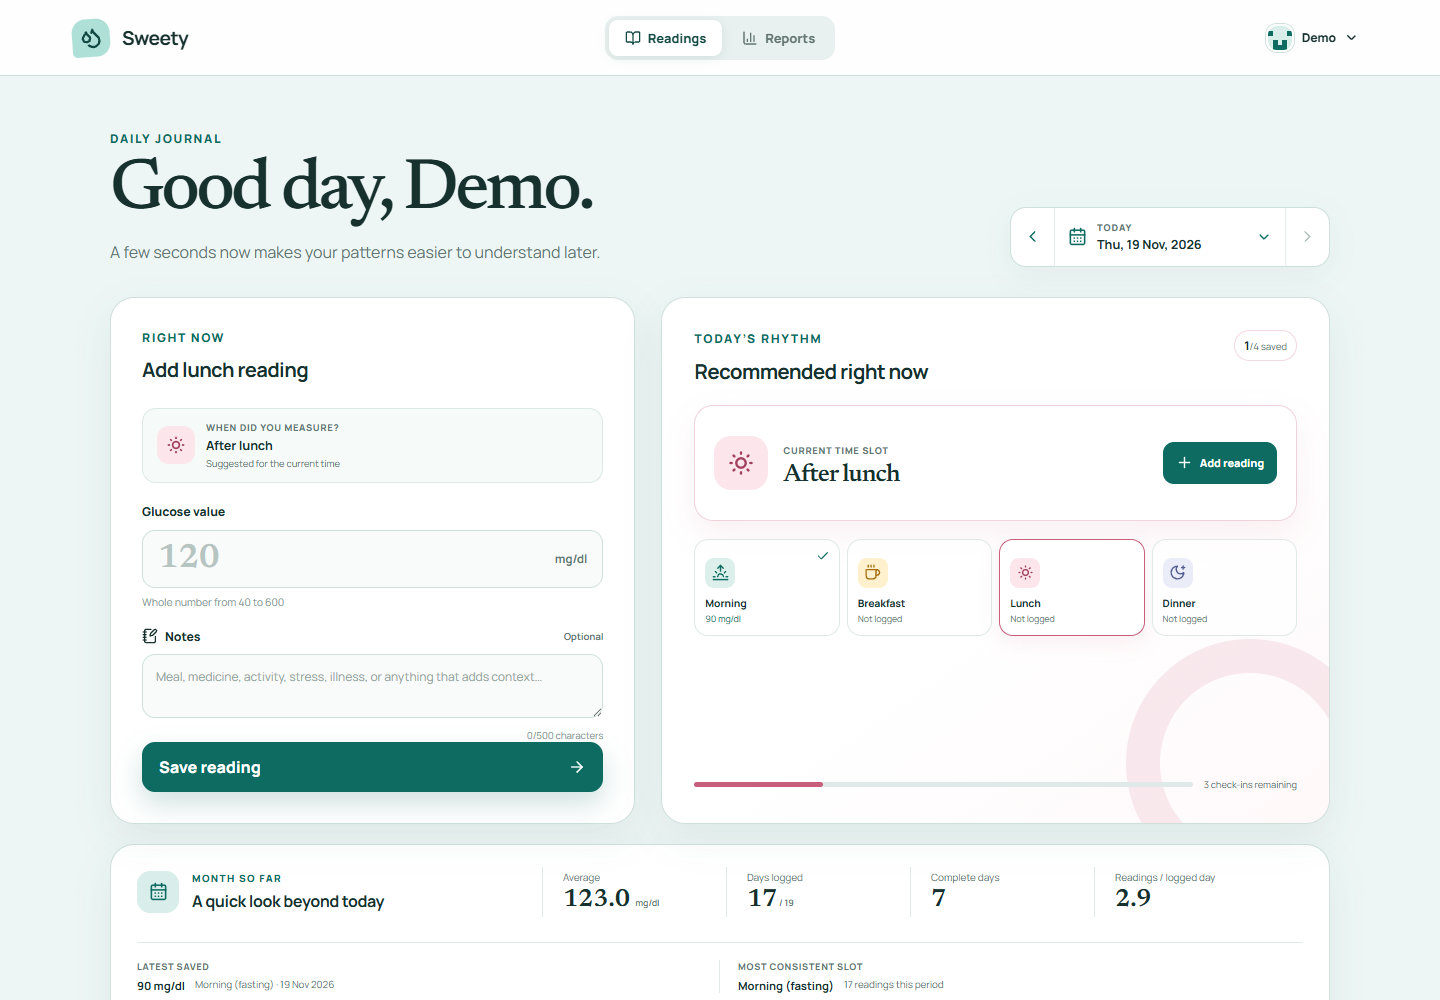 Sweety
Readings
Reports
Demo
DAILY JOURNAL
Good day, Demo.
A few seconds now makes your patterns easier to understand later.
TODAY
Thu, 19 Nov, 2026
RIGHT NOW
Add lunch reading
WHEN DID YOU MEASURE?
After lunch
Suggested for the current time
Glucose value
120
mg/dl
Whole number from 40 to 600
Notes
Optional
Meal, medicine, activity, stress, illness, or anything that adds context...
0/500 characters
Save reading
TODAY'S RHYTHM
Recommended right now
1/4 saved
CURRENT TIME SLOT
After lunch
Add reading
Morning
90 mg/dl
Breakfast
Not logged
Lunch
Not logged
Dinner
Not logged
3 check-ins remaining
MONTH SO FAR
A quick look beyond today
Average
123.0 mg/dl
Days logged
17 / 19
Complete days
7
Readings / logged day
2.9
LATEST SAVED
90 mg/dl Morning (fasting) · 19 Nov 2026
MOST CONSISTENT SLOT
Morning (fasting) 17 readings this period